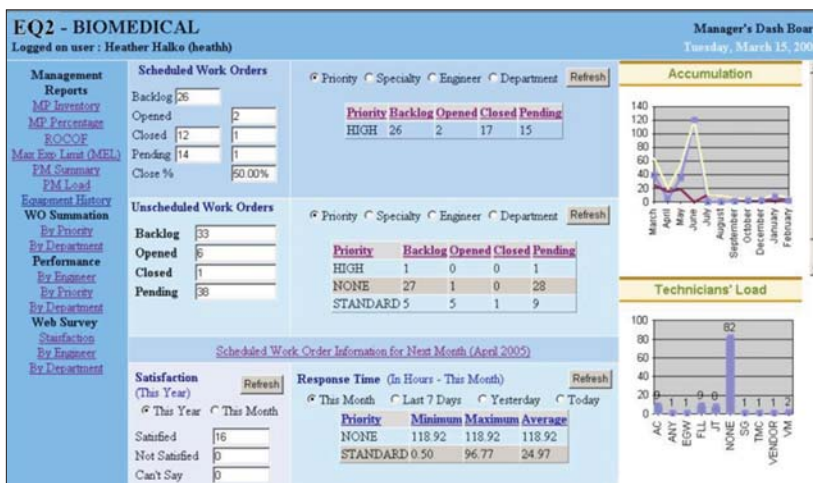 EQ2 - BIOMEDICAL
Logged on user : Heather Halko (heathh)
Manager's Dash Boar
Tuesday, March 15, 200
Management
Reports
MP Inventory
MP Percentage
ROCOF
Max Exp Limit (MEL)
PM Summary
PM Load
Equipment History
WO Summation
By Priority
By Department
Performance
By Engineer
By Priority
By Department
Web Survey
Satisfaction
By Engineer
By Department
Scheduled Work Orders
Backlog 26
Opened 2
Closed 12 1
Pending 14 1
Close % 50.00%
Priority Specialty Engineer Department Refresh
Priority Backlog Opened Closed Pending
HIGH 26 2 17 15
Unscheduled Work Orders
Backlog 33
Opened 6
Closed 1
Pending 38
Priority Specialty Engineer Department Refresh
Priority Backlog Opened Closed Pending
HIGH 1 0 0 1
NONE 27 1 0 28
STANDARD 5 5 1 9
Scheduled Work Order Infomation for Next Month (April 2005)
Satisfaction
(This Year) Refresh
This Year This Month
Satisfied 16
Not Satisfied 0
Can't Say 0
Response Time (In Hours - This Month) Refresh
This Month Last 7 Days Yesterday Today
Priority Minimum Maximum Average
NONE 118.92 118.92 118.92
STANDARD 0.50 96.77 24.97
Accumulation
140
120
100
80
60
40
20
0
March
April
May
June
July
August
September
October
December
January
February
Technicians' Load
100
80
60
40
20
0
1 1 9 82 1 1 1 2
AC
ANY
EGW
FLL
JT
NONE
SG
TMC
VENDOR
VM